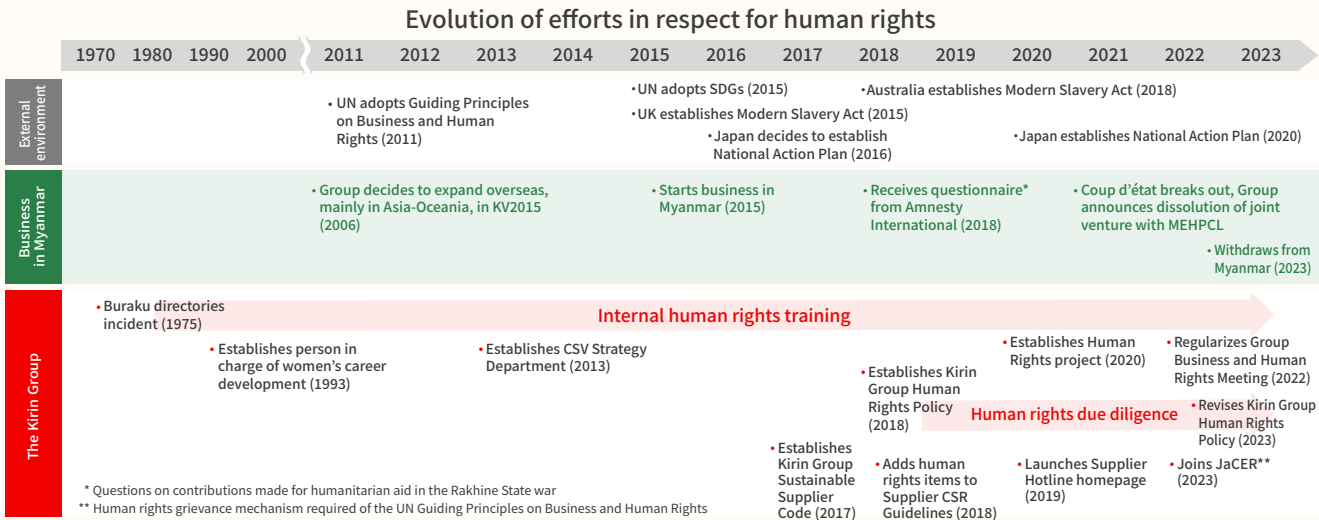 Evolution of efforts in respect for human rights
1970 1980 1990 2000 2011 2012 2013 2014 2015 2016 2017 2018 2019 2020 2021 2022 2023
External
environment
• UN adopts Guiding Principles
on Business and Human
Rights (2011)
•UN adopts SDGs (2015)
•UK establishes Modern Slavery Act (2015)
•Japan decides to establish
National Action Plan (2016)
•Australia establishes Modern Slavery Act (2018)
•Japan establishes National Action Plan (2020)
Business
in Myanmar
• Group decides to expand overseas,
mainly in Asia-Oceania, in KV2015
(2006)
• Starts business in
Myanmar (2015)
• Receives questionnaire*
from Amnesty
International (2018)
• Coup d’état breaks out, Group
announces dissolution of joint
venture with MEHPCL
• Withdraws from
Myanmar (2023)
The Kirin Group
• Buraku directories
incident (1975)
Internal human rights training
• Establishes person in
charge of women’s career
development (1993)
• Establishes CSV Strategy
Department (2013)
• Establishes Kirin
Group Human
Rights Policy
(2018)
• Establishes Human
Rights project (2020)
• Regularizes Group
Business and Human
Rights Meeting (2022)
Human rights due diligence
• Revises Kirin Group
Human Rights
Policy (2023)
• Establishes
Kirin Group
Sustainable
Supplier
Code (2017)
• Adds human
rights items to
Supplier CSR
Guidelines (2018)
• Launches Supplier
Hotline homepage
(2019)
• Joins JaCER**
(2023)
* Questions on contributions made for humanitarian aid in the Rakhine State war
** Human rights grievance mechanism required of the UN Guiding Principles on Business and Human Rights